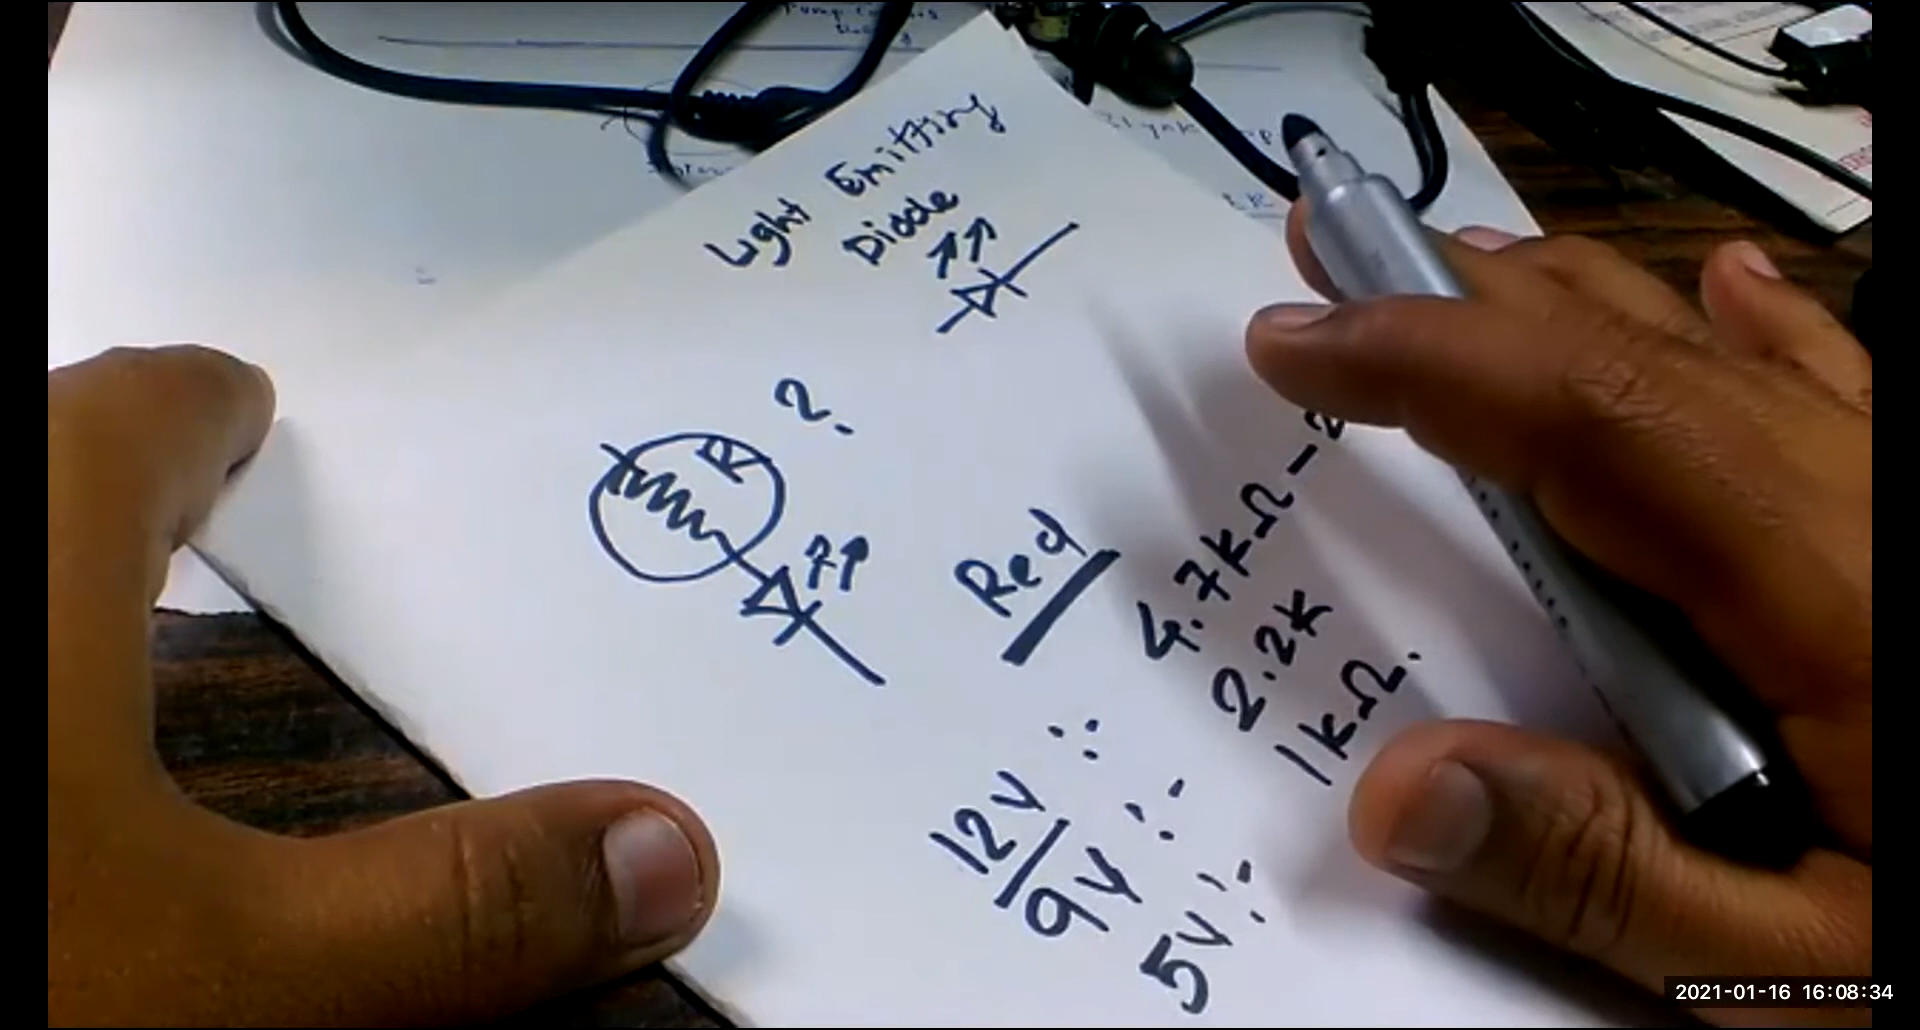 Light Emitting
Diode
R ?
Red
12V :- 4.7kΩ - 2
9V :- 2.2k
5V :- 1kΩ.
2021-01-16 16:08:34